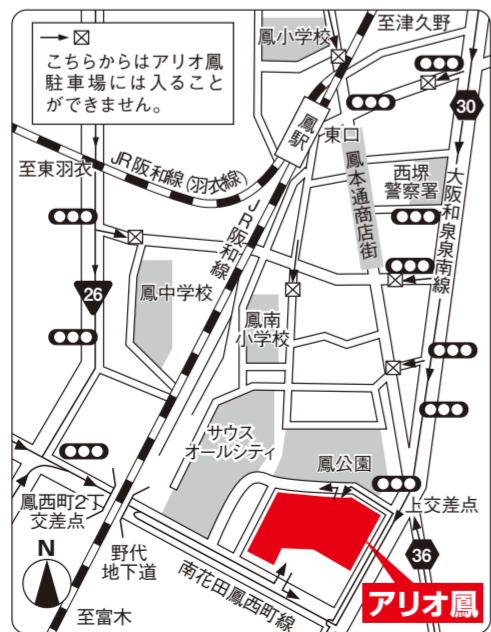 →
こちらからはアリオ鳳
駐車場には入ること
ができません。
鳳小学校
至津久野
30
鳳駅
東口
鳳本通商店街
西堺
警察署
大阪和泉泉南線
至東羽衣
JR阪和線(羽衣線)
JR阪和線
26
鳳中学校
鳳南
小学校
サウス
オールシティ
鳳公園
鳳西町2丁
交差点
上交差点
36
N
野代
地下道
南花田鳳西町線
アリオ鳳
至富木